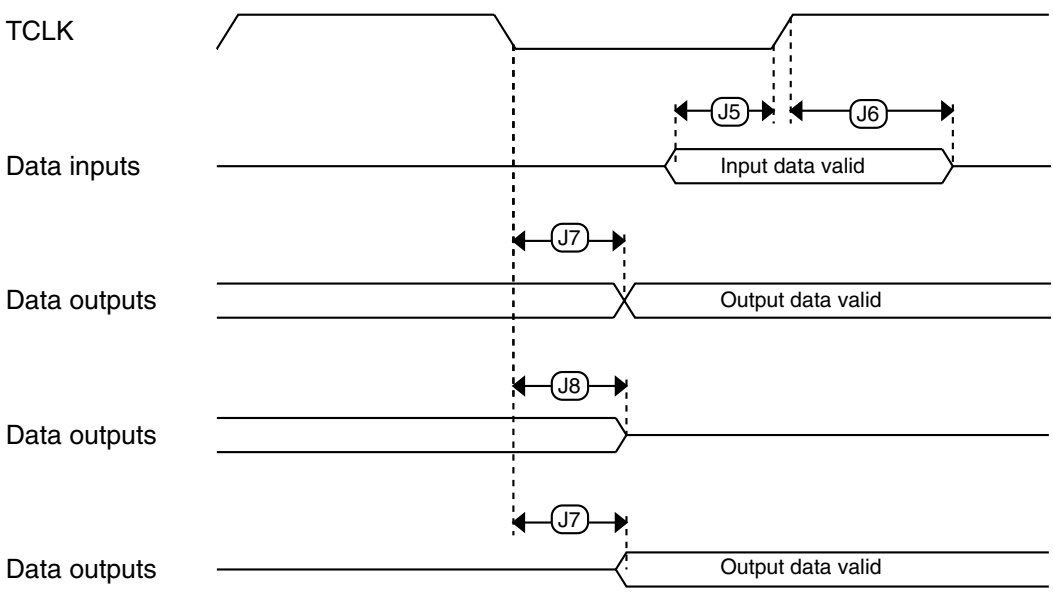 TCLK
J5
J6
Data inputs
Input data valid
J7
Data outputs
Output data valid
J8
Data outputs
J7
Data outputs
Output data valid